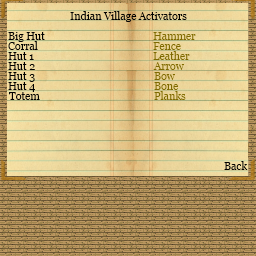 Indian Village Activators
Big Hut Hammer
Corral Fence
Hut 1 Leather
Hut 2 Arrow
Hut 3 Bow
Hut 4 Bone
Totem Planks
Back